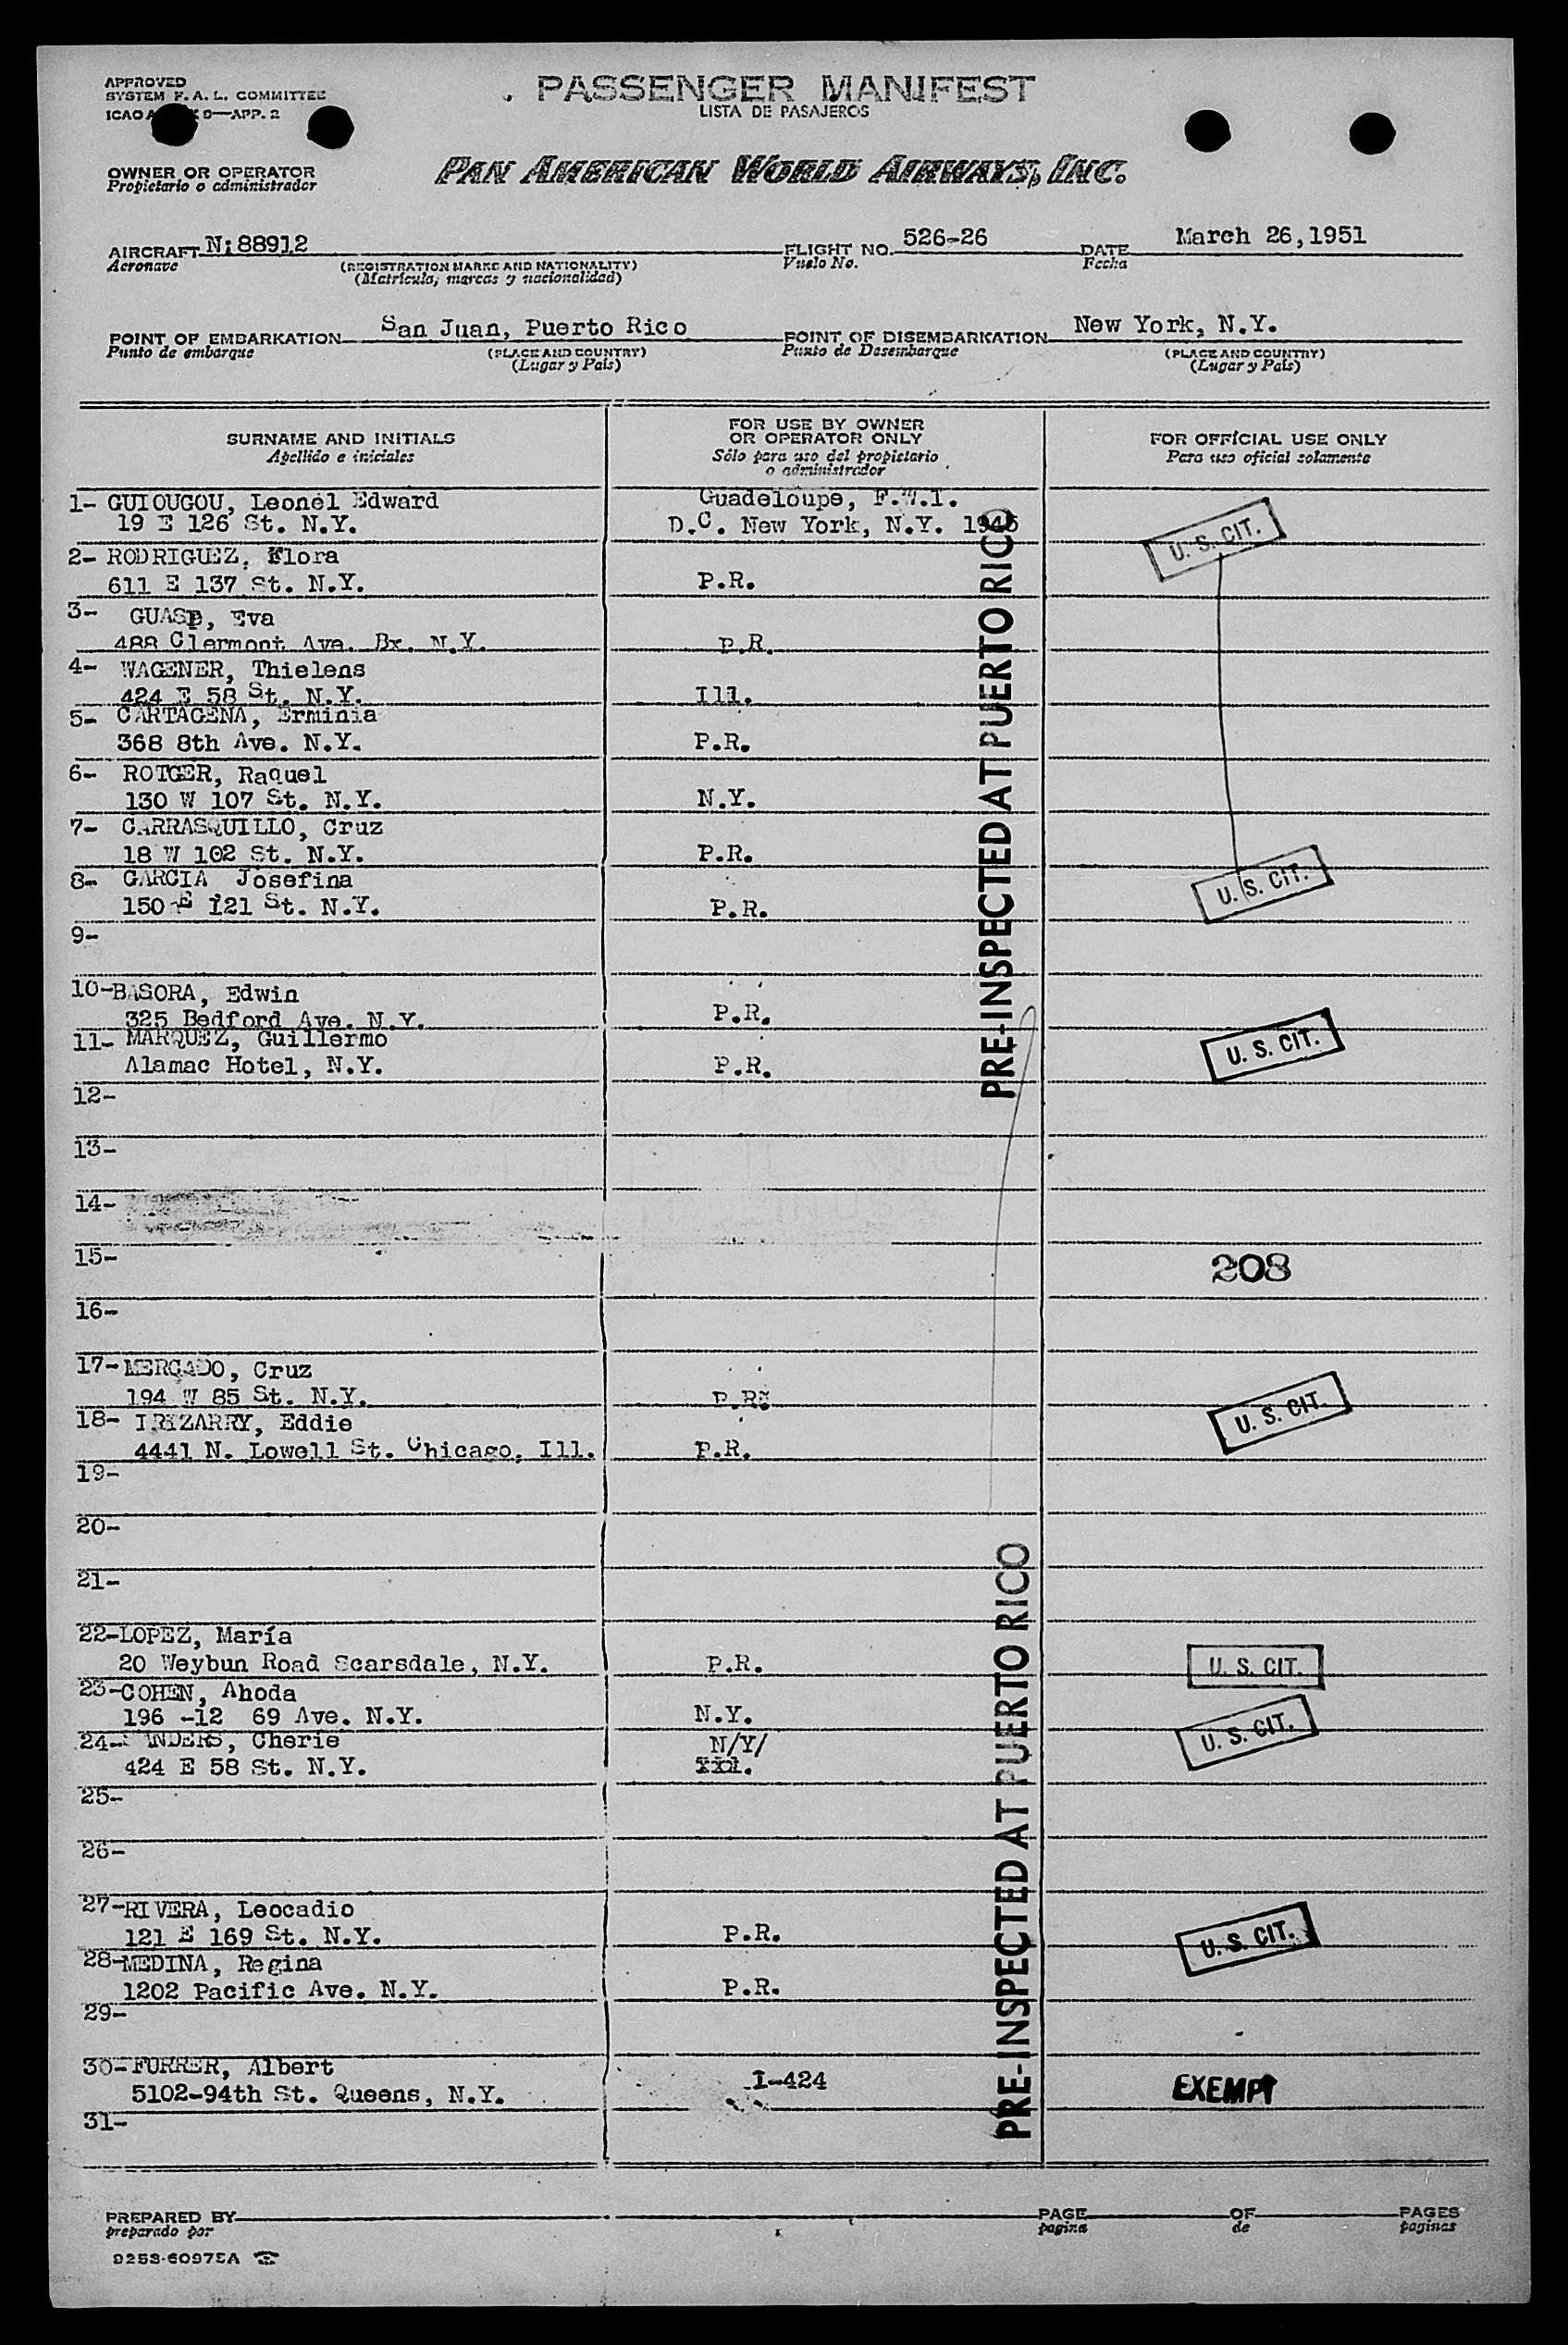 APPROVED
SYSTEM F. A. L. COMMITTEE
ICAO 9—APP. 2
PASSENGER MANIFEST
LISTA DE PASAJEROS
OWNER OR OPERATOR
Propietario o administrador
PAN AMERICAN WORLD AIRWAYS, INC.
AIRCRAFT N:88912 FLIGHT NO. 526-26 DATE March 26,1951
Aeronave (REGISTRATION MARKS AND NATIONALITY) Vuelo No. Fecha
(Matrícula, marcas y nacionalidad)
POINT OF EMBARKATION San Juan, Puerto Rico POINT OF DISEMBARKATION New York, N.Y.
Punto de embarque (PLACE AND COUNTRY) Punto de Desembarque (PLACE AND COUNTRY)
(Lugar y País) (Lugar y País)
SURNAME AND INITIALS
Apellido e iniciales
FOR USE BY OWNER
OR OPERATOR ONLY
Sólo para uso del propietario
o administrador
FOR OFFICIAL USE ONLY
Para uso oficial solamente
1- GUIOUGOU, Leonel Edward Guadeloupe, F.W.I.
19 E 126 St. N.Y. D.C. New York, N.Y. U. S. CIT.
2- RODRIGUEZ, Flora
611 E 137 St. N.Y. P.R.
3- GUASP, Eva
488 Clermont Ave. Bx. N.Y. P.R.
4- WAGENER, Thielens
424 E 58 St. N.Y. Ill.
5- CARTAGENA, Erminia
368 8th Ave. N.Y. P.R.
6- ROTGER, Raquel
130 W 107 St. N.Y. N.Y.
7- CARRASQUILLO, Cruz
18 W 102 St. N.Y. P.R.
8- GARCIA Josefina
150 E 121 St. N.Y. P.R. U. S. CIT.
9-
10-BASORA, Edwin
325 Bedford Ave. N.Y. P.R.
11- MARQUEZ, Guillermo U. S. CIT.
Alamac Hotel, N.Y. P.R.
PRE-INSPECTED AT PUERTO RICO
12-
13-
14-
15- 208
16-
17-MERCADO, Cruz
194 W 85 St. N.Y. P.R. U. S. CIT.
18- IRIZARRY, Eddie
4441 N. Lowell St. Chicago, Ill. P.R.
19-
20-
21-
22-LOPEZ, María
20 Weybun Road Scarsdale, N.Y. P.R. U. S. CIT.
23-COHEN, Ahoda
196 -12 69 Ave. N.Y. N.Y. U. S. CIT.
24- Cherie N/Y/
424 E 58 St. N.Y.
25-
26-
27-RIVERA, Leocadio
121 E 169 St. N.Y. P.R. U. S. CIT.
28-MEDINA, Regina
1202 Pacific Ave. N.Y. P.R.
29-
30-FURRER, Albert
5102-94th St. Queens, N.Y. I-424 EXEMPT
31-
PRE-INSPECTED AT PUERTO RICO
PREPARED BY PAGE OF PAGES
preparado por pagina de paginas
9253-60975A